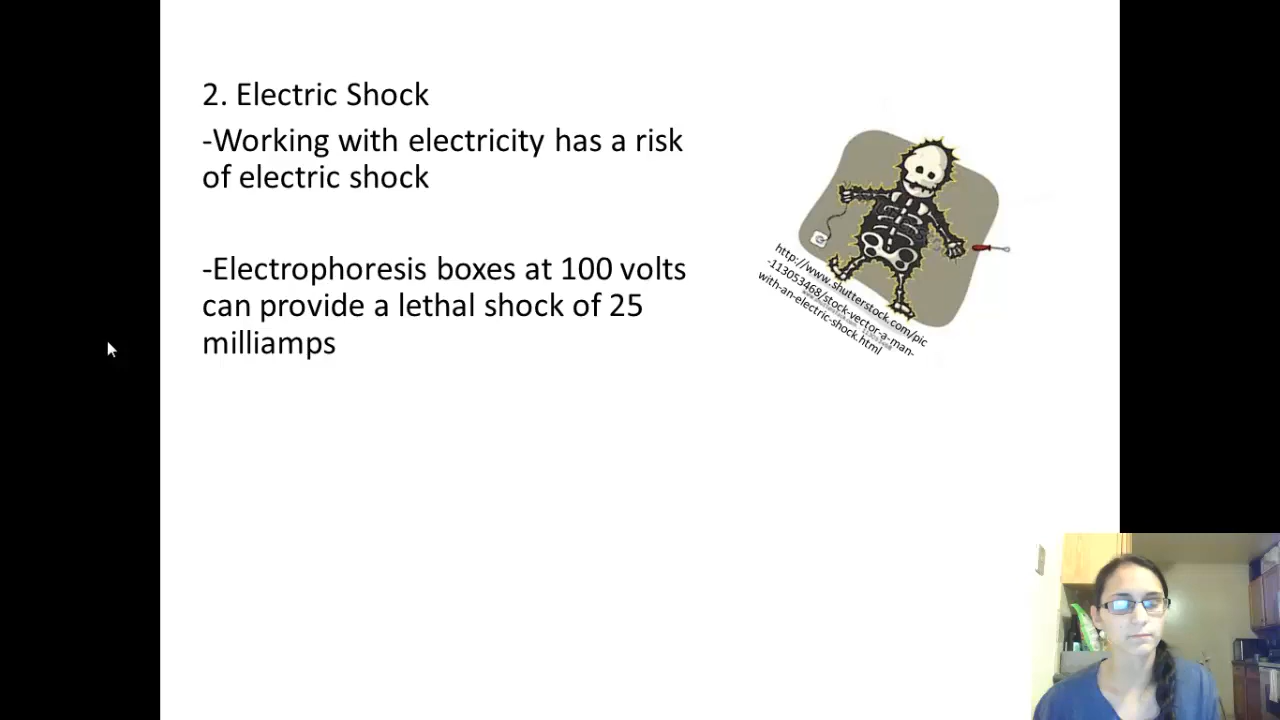 2. Electric Shock
-Working with electricity has a risk
of electric shock
-Electrophoresis boxes at 100 volts
can provide a lethal shock of 25
milliamps
http://www.shutterstock.com/pic
-113053468/stock-vector-a-man-
with-an-electric-shock.html